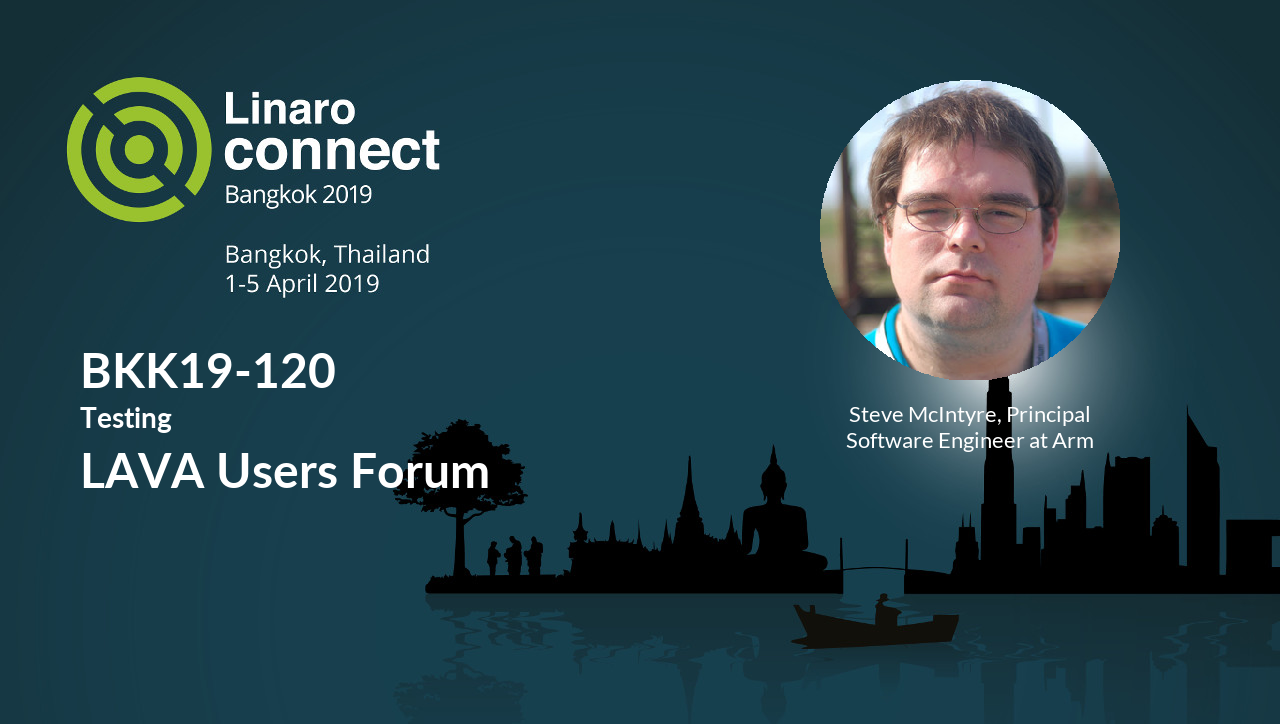 Linaro
connect
Bangkok 2019
Bangkok, Thailand
1-5 April 2019
BKK19-120
Testing
LAVA Users Forum
Steve McIntyre, Principal
Software Engineer at Arm